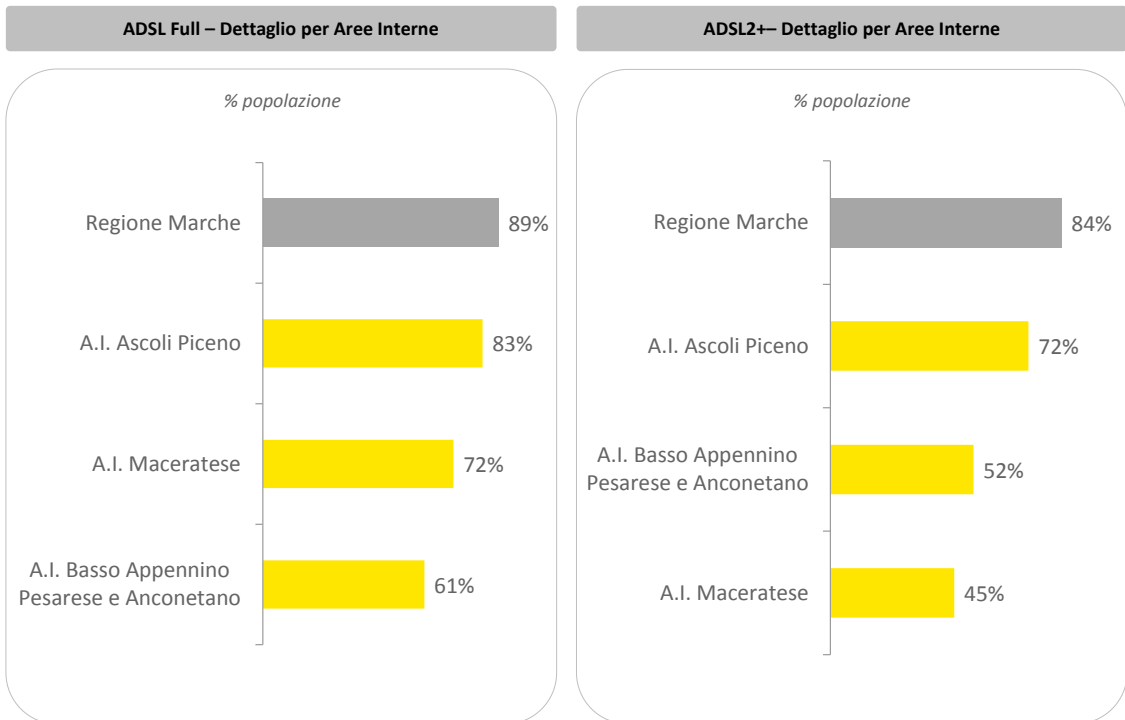 ADSL Full – Dettaglio per Aree Interne
% popolazione
Regione Marche
89%
A.I. Ascoli Piceno
83%
A.I. Maceratese
72%
A.I. Basso Appennino
Pesarese e Anconetano
61%
ADSL2+– Dettaglio per Aree Interne
% popolazione
Regione Marche
84%
A.I. Ascoli Piceno
72%
A.I. Basso Appennino
Pesarese e Anconetano
52%
A.I. Maceratese
45%